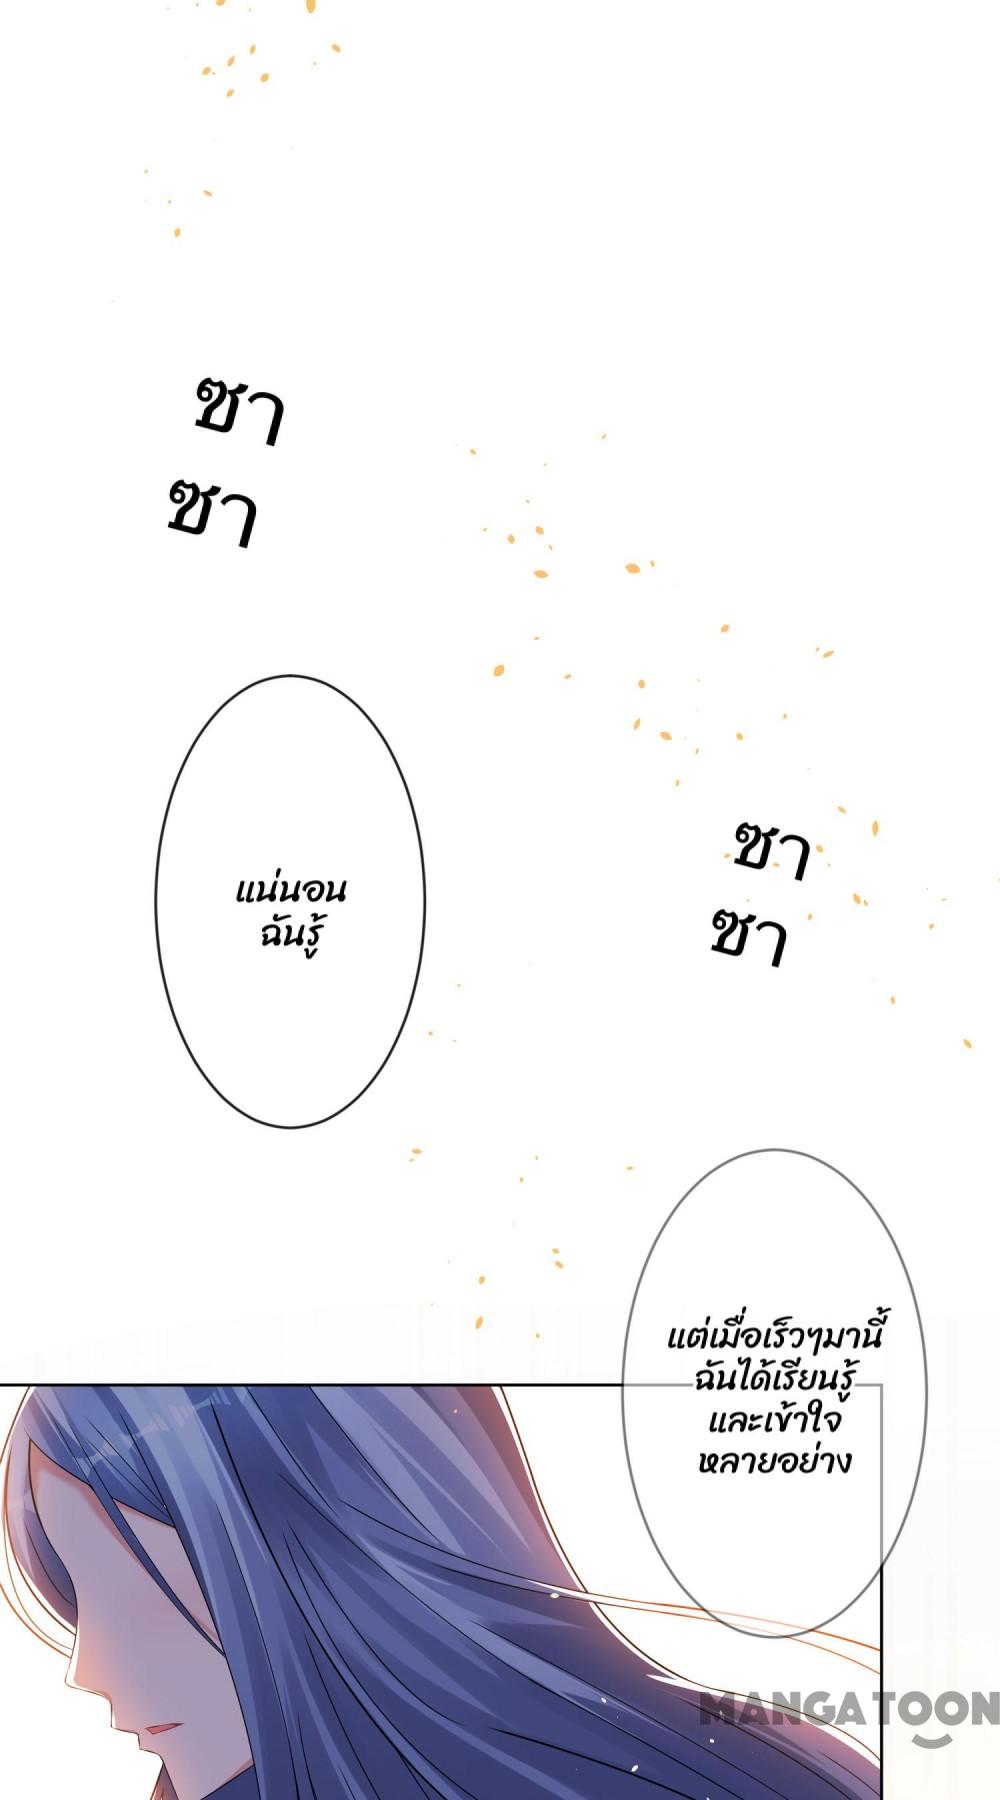 ซา
ซา
แน่นอน
ฉันรู้
ซา
ซา
แต่เมื่อเร็วๆมานี้
ฉันได้เรียนรู้
และเข้าใจ
หลายอย่าง
MANGATOON